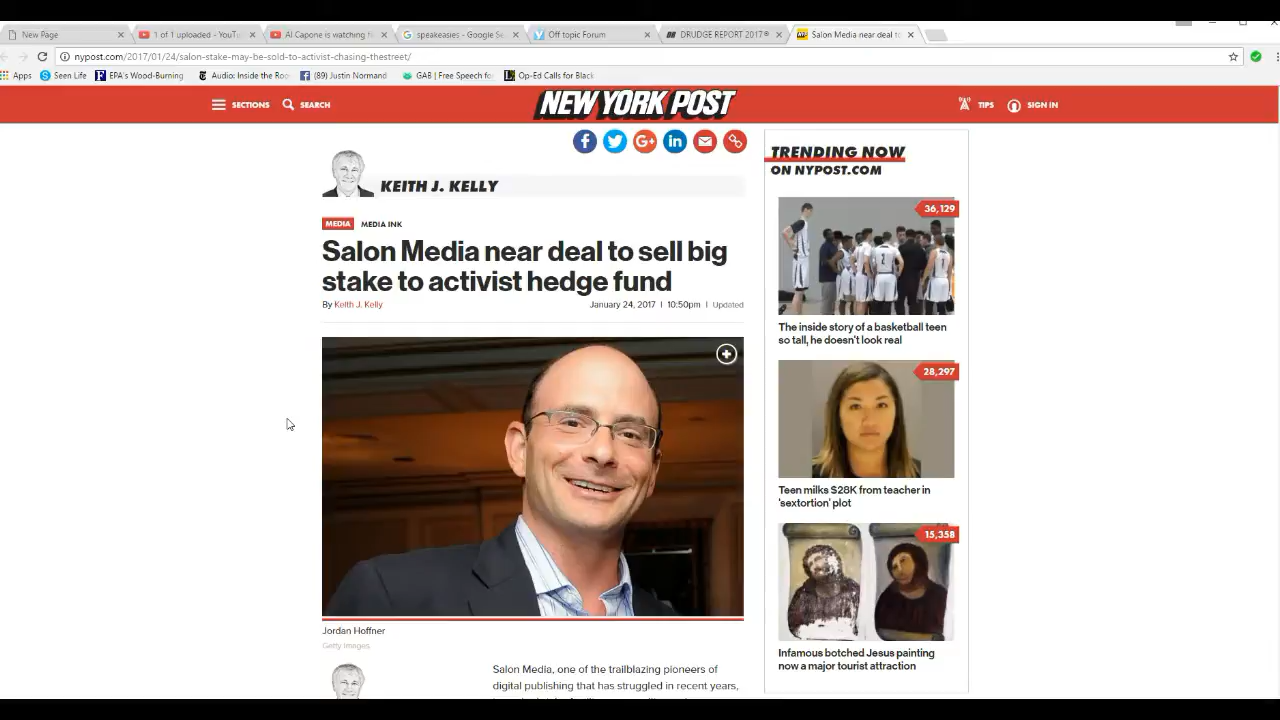 New Page
1 of 1 uploaded - YouTu
Al Capone is watching
speakeasies - Google Se
Off topic Forum
DRUDGE REPORT 2017®
Salon Media near deal to
nypost.com/2017/01/24/salon-stake-may-be-sold-to-activist-chasing-thestreet/
Apps
Seen Life
EPA's Wood-Burning
Audio: Inside the Roo
(89) Justin Normand
GAB | Free Speech fo
Op-Ed Calls for Black
SECTIONS
SEARCH
NEW YORK POST
TIPS
SIGN IN
KEITH J. KELLY
MEDIA MEDIA INK
Salon Media near deal to sell big
stake to activist hedge fund
By Keith J. Kelly
January 24, 2017 | 10:50pm | Updated
Jordan Hoffner
Getty Images
Salon Media, one of the trailblazing pioneers of
digital publishing that has struggled in recent years,
TRENDING NOW
ON NYPOST.COM
36,129
The inside story of a basketball teen
so tall, he doesn't look real
28,297
Teen milks $28K from teacher in
'sextortion' plot
15,358
Infamous botched Jesus painting
now a major tourist attraction